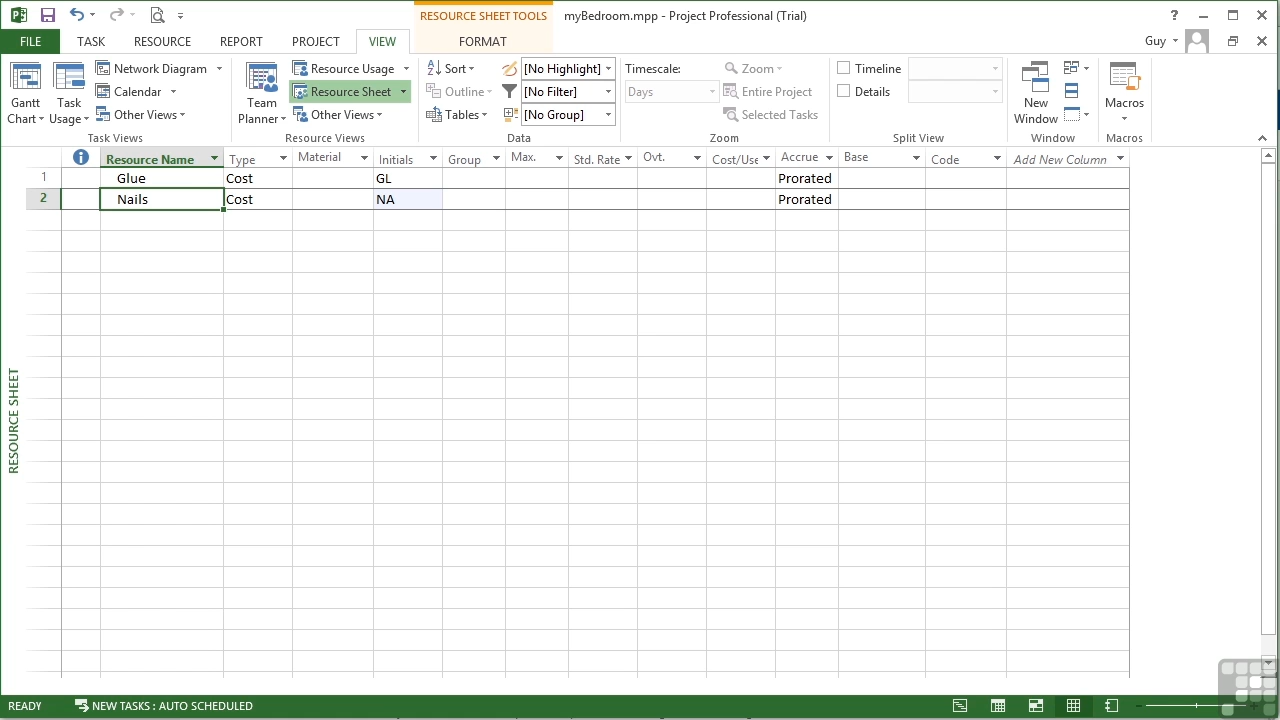 RESOURCE SHEET TOOLS
myBedroom.mpp - Project Professional (Trial)
?
FILE TASK RESOURCE REPORT PROJECT VIEW FORMAT
Guy
Gantt Chart
Task Usage
Network Diagram
Calendar
Other Views
Task Views
Team Planner
Resource Usage
Resource Sheet
Other Views
Resource Views
Sort
Outline
Tables
[No Highlight]
[No Filter]
[No Group]
Data
Timescale:
Days
Zoom
Entire Project
Selected Tasks
Zoom
Timeline
Details
Split View
New Window
Window
Macros
Macros
Resource Name Type Material Initials Group Max. Std. Rate Ovt. Cost/Use Accrue Base Code Add New Column
1 Glue Cost GL Prorated
2 Nails Cost NA Prorated
RESOURCE SHEET
READY NEW TASKS : AUTO SCHEDULED